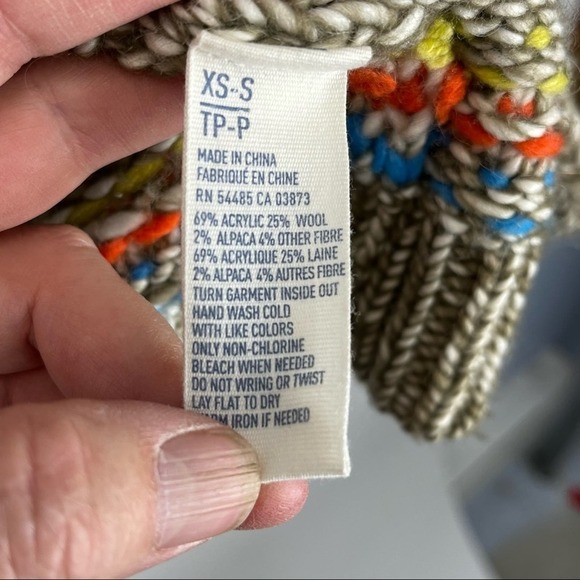 XS-S
TP-P
MADE IN CHINA
FABRIQUÉ EN CHINE
RN 54485 CA 03873
69% ACRYLIC 25% WOOL
2% ALPACA 4% OTHER FIBRE
69% ACRYLIQUE 25% LAINE
2% ALPACA 4% AUTRES FIBRE
TURN GARMENT INSIDE OUT
HAND WASH COLD
WITH LIKE COLORS
ONLY NON-CHLORINE
BLEACH WHEN NEEDED
DO NOT WRING OR TWIST
LAY FLAT TO DRY
WARM IRON IF NEEDED